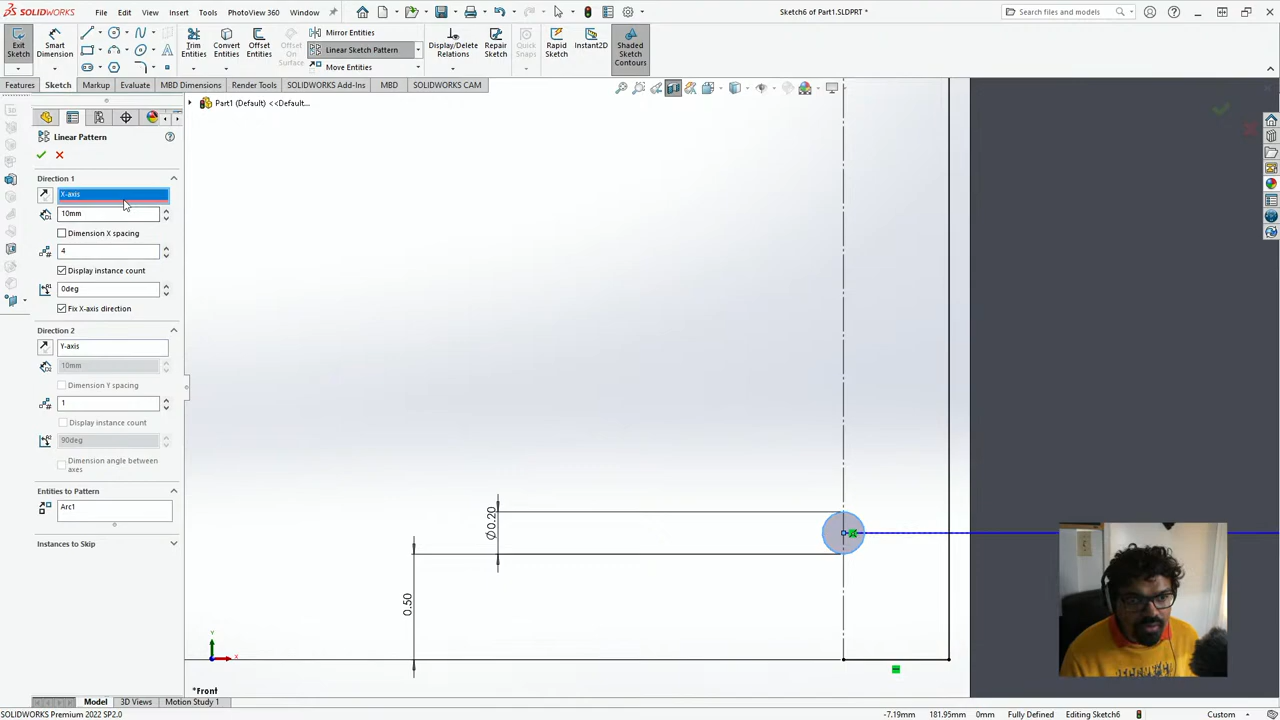 SOLIDWORKS File Edit View Insert Tools PhotoView 360 Window Sketch6 of Part1.SLDPRT * Search files and models
Exit Sketch
Smart Dimension
Trim Entities
Convert Entities
Offset Entities
Offset On Surface
Mirror Entities
Linear Sketch Pattern
Move Entities
Display/Delete Relations
Repair Sketch
Quick Snaps
Rapid Sketch
Instant2D
Shaded Sketch Contours
Features Sketch Markup Evaluate MBD Dimensions Render Tools SOLIDWORKS Add-Ins MBD SOLIDWORKS CAM
Part1 (Default) <<Default...
Linear Pattern
Direction 1
X-axis
10mm
Dimension X spacing
4
Display instance count
0deg
Fix X-axis direction
Direction 2
Y-axis
10mm
Dimension Y spacing
1
Display instance count
90deg
Dimension angle between axes
Entities to Pattern
Arc1
Instances to Skip
Ø0.20
0.50
Y
X
*Front
Model 3D Views Motion Study 1
SOLIDWORKS Premium 2022 SP2.0 -7.19mm 181.95mm 0mm Fully Defined Editing Sketch6 Custom